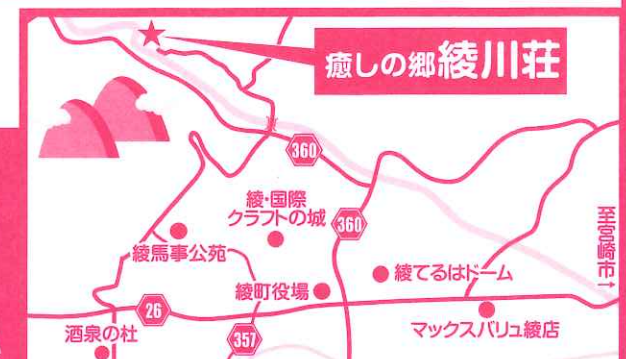 癒しの郷綾川荘
360
綾・国際
クラフトの城
360
綾馬事公苑
至宮崎市↑
綾てるはドーム
綾町役場
26
マックスバリュ綾店
酒泉の杜
357